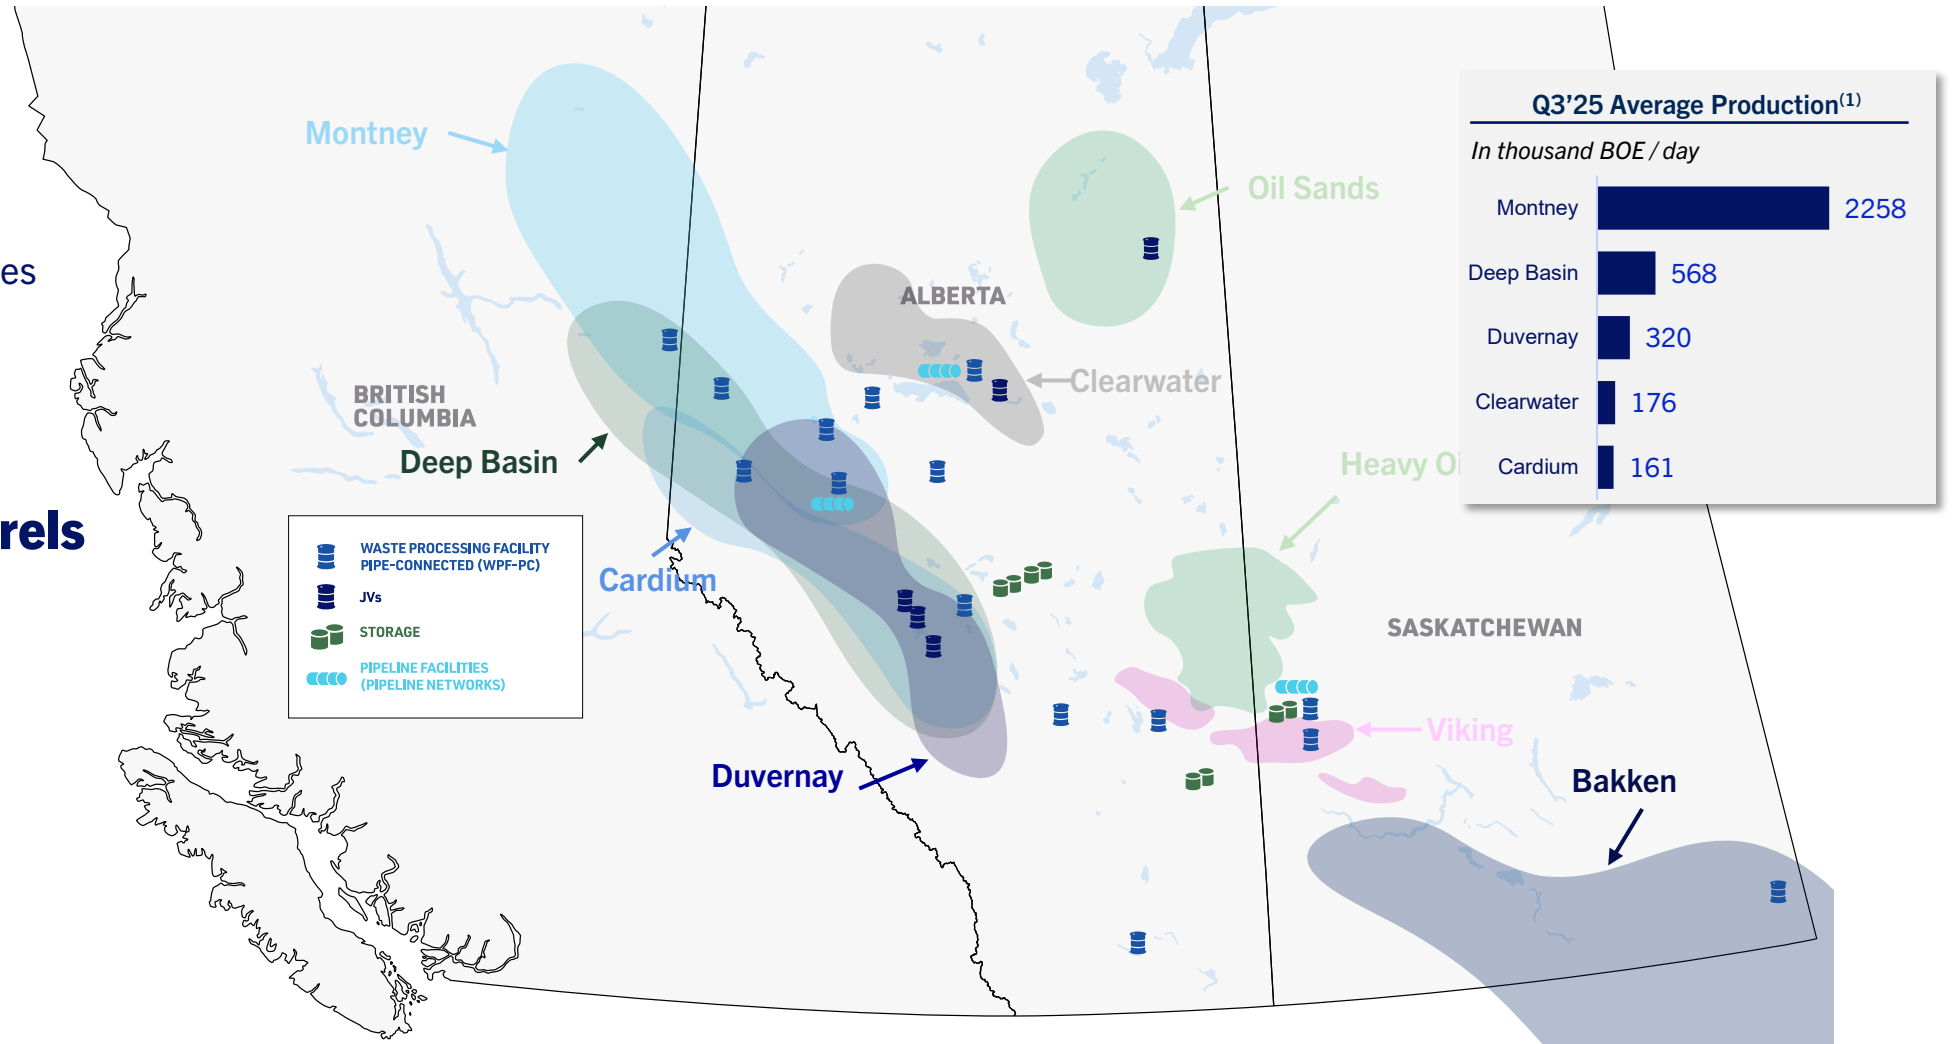 es
rels
Montney
Oil Sands
ALBERTA
Clearwater
BRITISH
COLUMBIA
Deep Basin
Heavy Oi
Cardium
SASKATCHEWAN
Viking
Duvernay
Bakken
WASTE PROCESSING FACILITY
PIPE-CONNECTED (WPF-PC)
JVs
STORAGE
PIPELINE FACILITIES
(PIPELINE NETWORKS)
Q3’25 Average Production(1)
In thousand BOE / day
Montney 2258
Deep Basin 568
Duvernay 320
Clearwater 176
Cardium 161